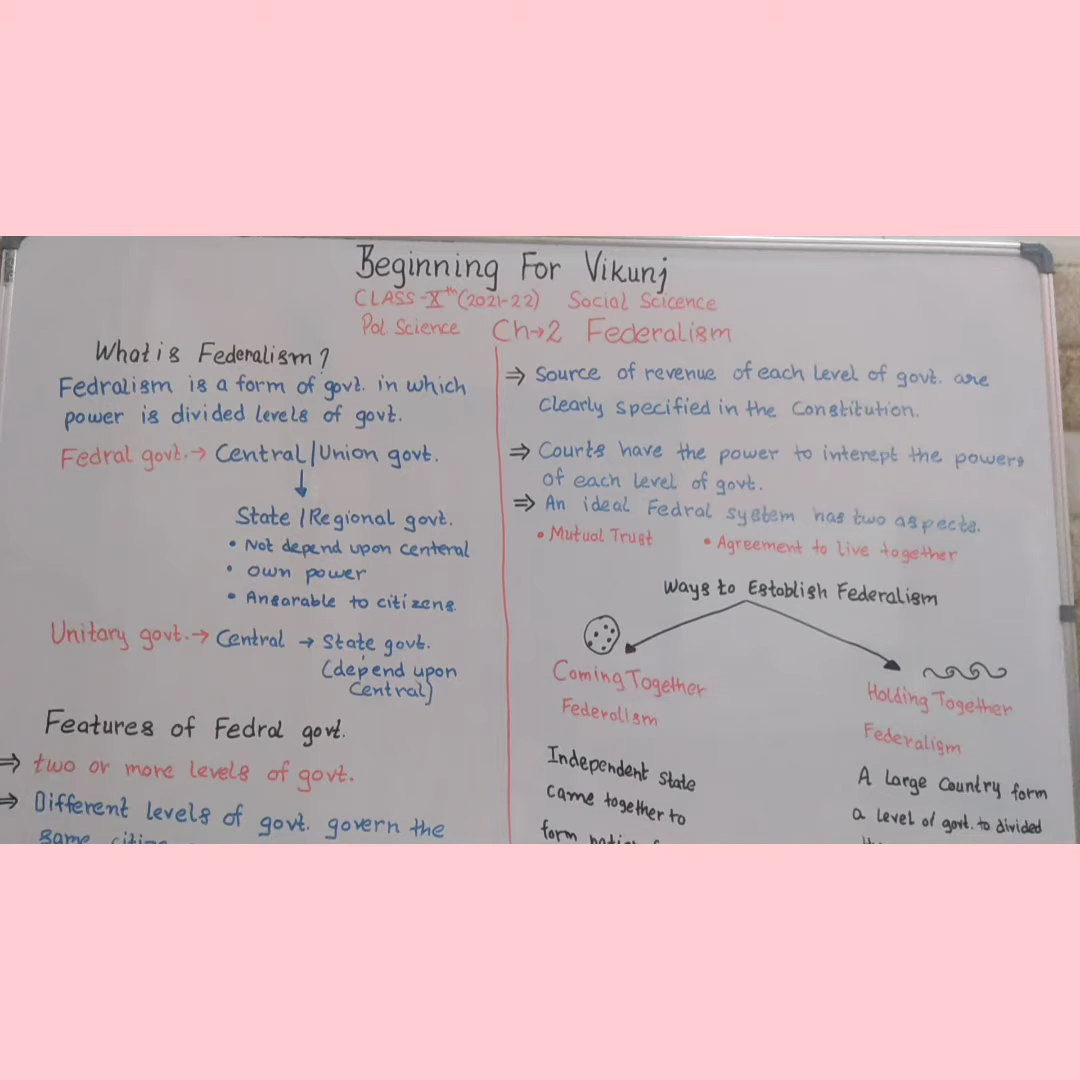 Beginning For Vikunj
CLASS-Xth (2021-22) Social Scicence
Pol Science Ch→2 Federalism
What is Federalism?
Fedralism is a form of govt. in which
power is divided levels of govt.
Fedral govt.→ Central/Union govt.
↓
State/Regional govt.
• Not depend upon centeral
• own power
• Ansarable to citizens.
Unitary govt.→ Central → State govt.
(depend upon
Central)
Features of Fedral govt.
⇒ two or more levels of govt.
⇒ Different levels of govt. govern the
same
⇒ Source of revenue of each level of govt. are
Clearly specified in the Constitution.
⇒ Courts have the power to interept the powers
of each level of govt.
⇒ An ideal Fedral system has two aspects.
• Mutual Trust • Agreement to live together
Ways to Establish Federalism
Coming Together
Federolism
Independent State
came together to
form
Holding Together
Federalism
A Large Country form
a level of govt. to divided